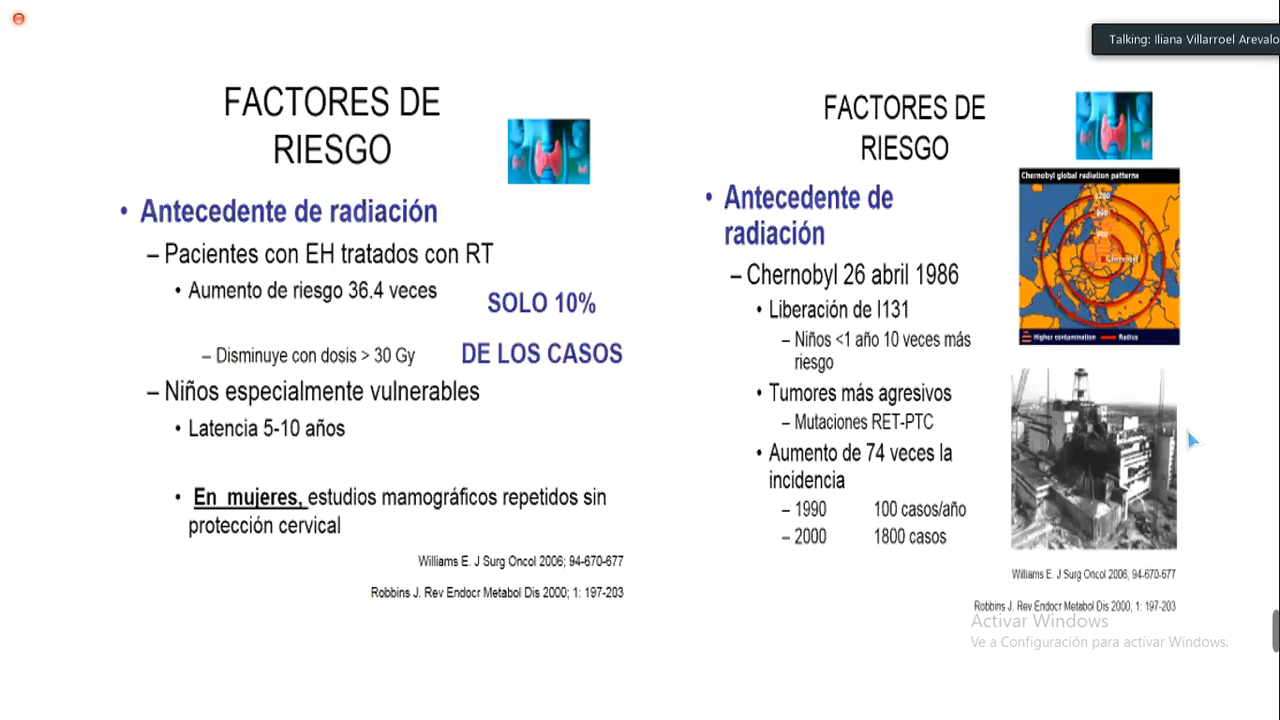 Talking: Iliana Villarroel Arevalo
FACTORES DE
RIESGO
• Antecedente de radiación
– Pacientes con EH tratados con RT
• Aumento de riesgo 36.4 veces
SOLO 10%
– Disminuye con dosis > 30 Gy
DE LOS CASOS
– Niños especialmente vulnerables
• Latencia 5-10 años
• En mujeres, estudios mamográficos repetidos sin
protección cervical
Williams E. J Surg Oncol 2006; 94-670-677
Robbins J. Rev Endocr Metabol Dis 2000; 1: 197-203
FACTORES DE
RIESGO
• Antecedente de
radiación
– Chernobyl 26 abril 1986
• Liberación de I131
– Niños <1 año 10 veces más
riesgo
• Tumores más agresivos
– Mutaciones RET-PTC
• Aumento de 74 veces la
incidencia
– 1990 100 casos/año
– 2000 1800 casos
Chernobyl global radiation patterns
Chernobyl
Higher contamination Radius
Williams E. J Surg Oncol 2006; 94-670-677
Robbins J. Rev Endocr Metabol Dis 2000, 1: 197-203
Activar Windows
Ve a Configuración para activar Windows.